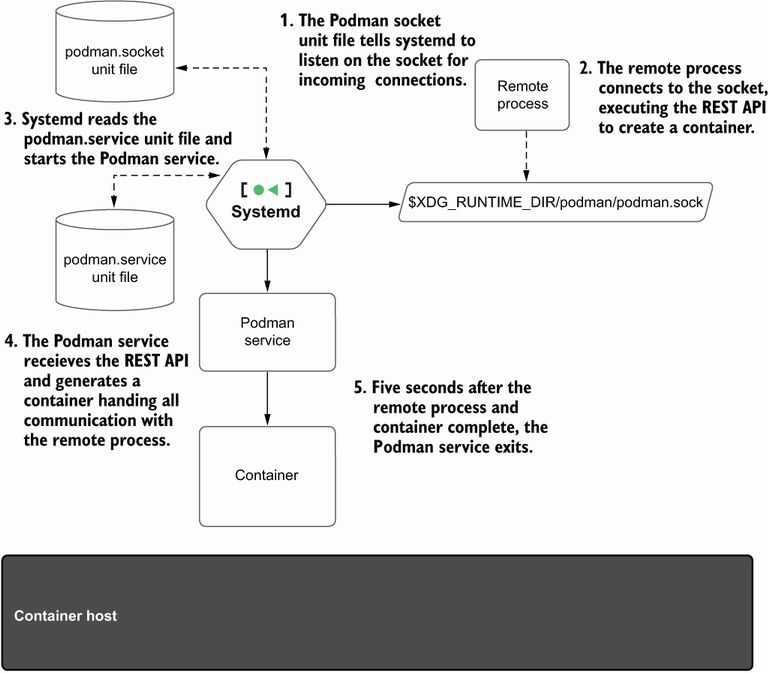 podman.socket
unit file
1. The Podman socket
unit file tells systemd to
listen on the socket for
incoming connections.
Remote
process
2. The remote process
connects to the socket,
executing the REST API
to create a container.
3. Systemd reads the
podman.service unit file and
starts the Podman service.
Systemd
$XDG_RUNTIME_DIR/podman/podman.sock
podman.service
unit file
Podman
service
4. The Podman service
receieves the REST API
and generates a
container handing all
communication with
the remote process.
5. Five seconds after the
remote process and
container complete, the
Podman service exits.
Container
Container host